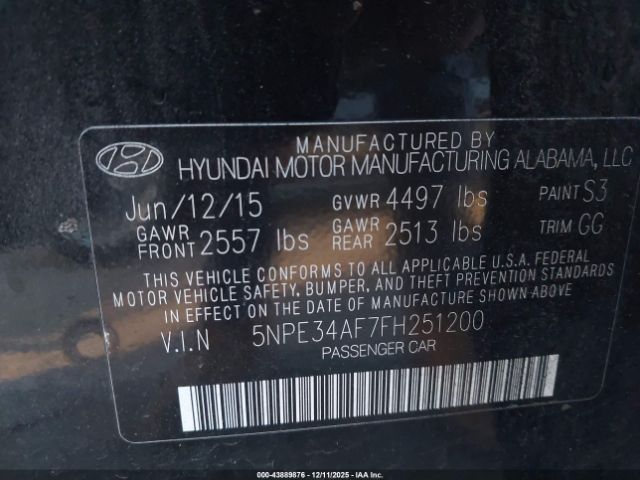 MANUFACTURED BY
HYUNDAI MOTOR MANUFACTURING ALABAMA, LLC
Jun/12/15 GVWR 4497 lbs PAINT S3
GAWR FRONT 2557 lbs GAWR REAR 2513 lbs TRIM GG
THIS VEHICLE CONFORMS TO ALL APPLICABLE U.S.A. FEDERAL
MOTOR VEHICLE SAFETY, BUMPER, AND THEFT PREVENTION STANDARDS
IN EFFECT ON THE DATE OF MANUFACTURE SHOWN ABOVE.
V.I.N 5NPE34AF7FH251200
PASSENGER CAR
000-43889876 • 12/11/2025 • IAA Inc.